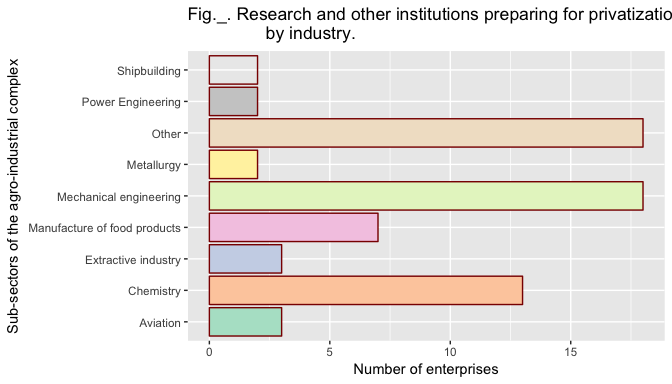 Fig._. Research and other institutions preparing for privatizatio
by industry.
Sub-sectors of the agro-industrial complex
Shipbuilding
Power Engineering
Other
Metallurgy
Mechanical engineering
Manufacture of food products
Extractive industry
Chemistry
Aviation
0 5 10 15
Number of enterprises